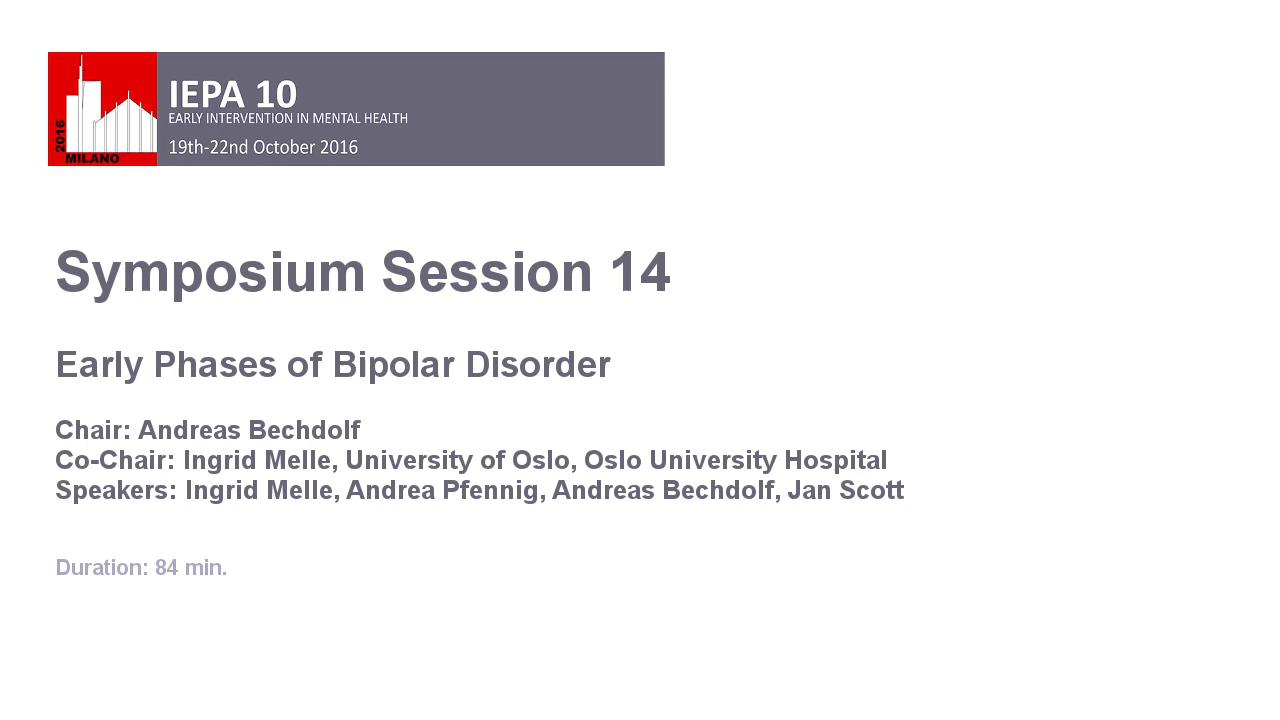 2016
MILANO
IEPA 10
EARLY INTERVENTION IN MENTAL HEALTH
19th-22nd October 2016
Symposium Session 14
Early Phases of Bipolar Disorder
Chair: Andreas Bechdolf
Co-Chair: Ingrid Melle, University of Oslo, Oslo University Hospital
Speakers: Ingrid Melle, Andrea Pfennig, Andreas Bechdolf, Jan Scott
Duration: 84 min.